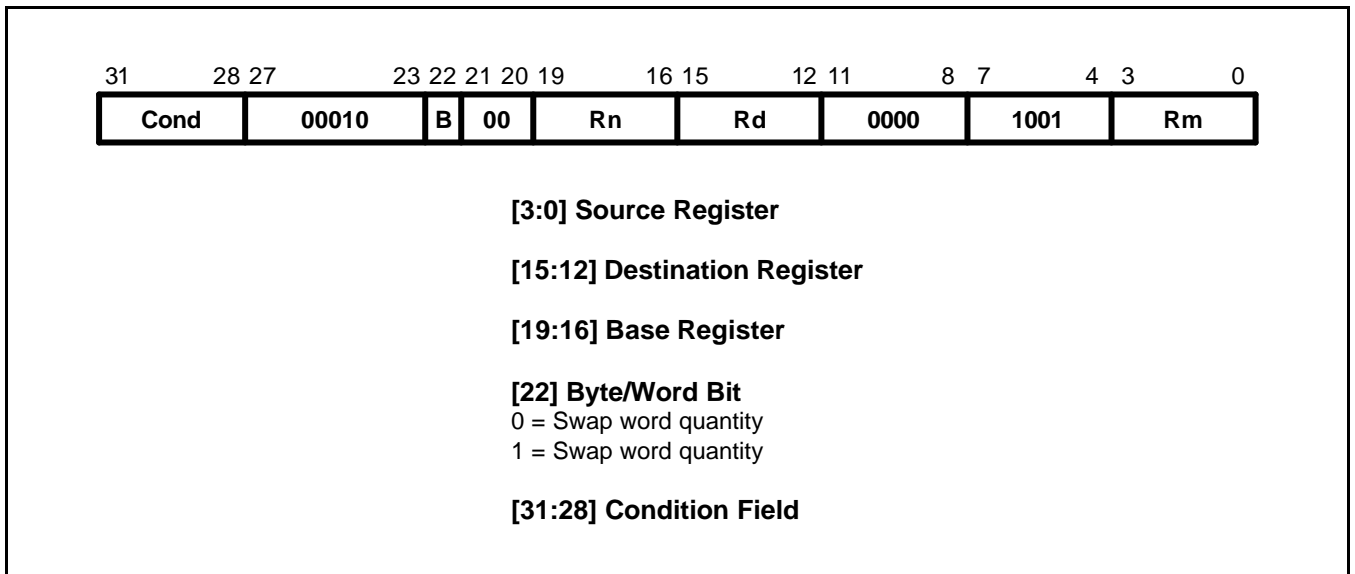 31 28 27 23 22 21 20 19 16 15 12 11 8 7 4 3 0
Cond 00010 B 00 Rn Rd 0000 1001 Rm
[3:0] Source Register
[15:12] Destination Register
[19:16] Base Register
[22] Byte/Word Bit
0 = Swap word quantity
1 = Swap word quantity
[31:28] Condition Field